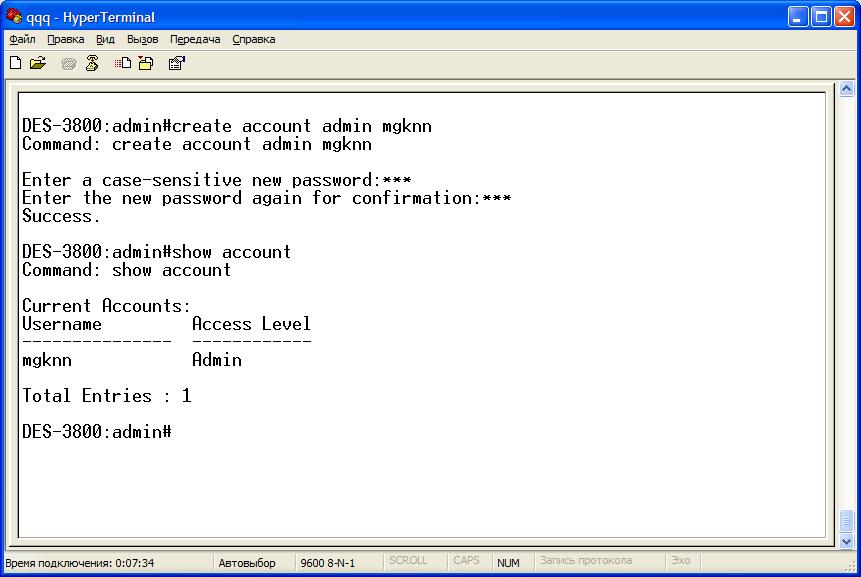 qqq - HyperTerminal
Файл Правка Вид Вызов Передача Справка
DES-3800:admin#create account admin mgknn
Command: create account admin mgknn
Enter a case-sensitive new password:***
Enter the new password again for confirmation:***
Success.
DES-3800:admin#show account
Command: show account
Current Accounts:
Username Access Level
--------------- ------------
mgknn Admin
Total Entries : 1
DES-3800:admin#
Время подключения: 0:07:34 Автовыбор 9600 8-N-1 SCROLL CAPS NUM Запись протокола Эхо